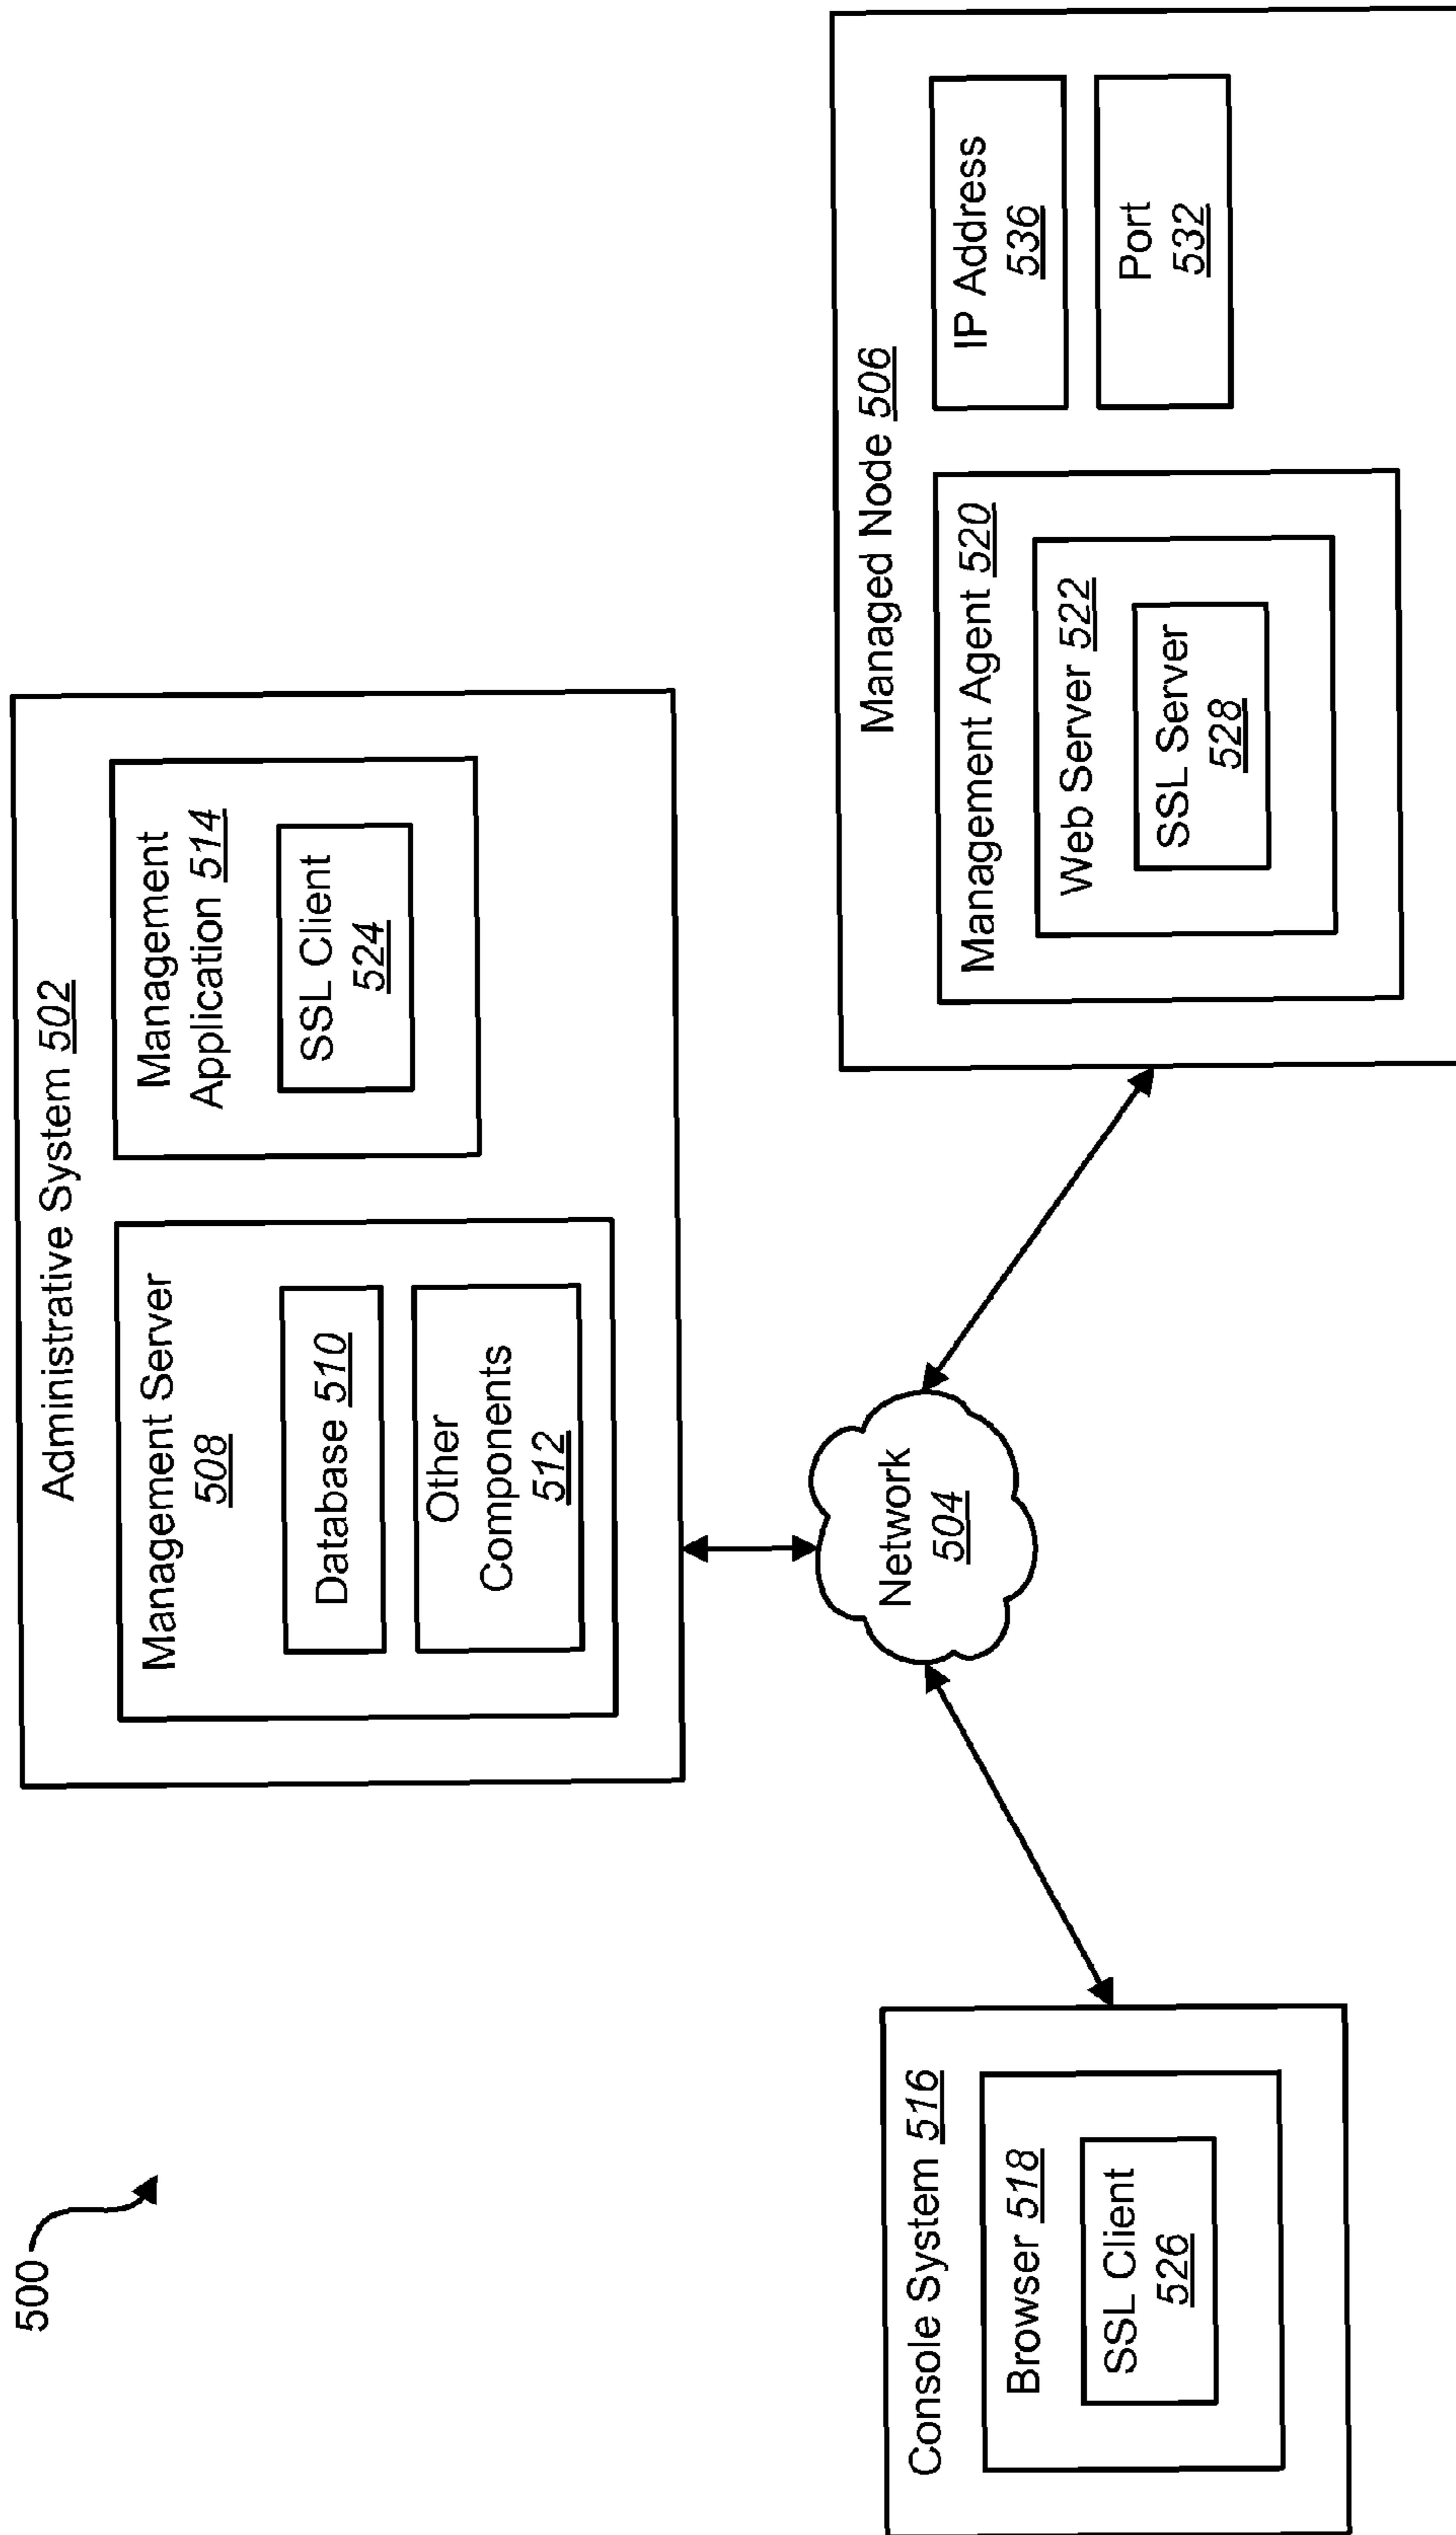 500
Administrative System 502
Management Server
508
Database 510
Other
Components
512
Management
Application 514
SSL Client
524
Network
504
Console System 516
Browser 518
SSL Client
526
Managed Node 506
Management Agent 520
Web Server 522
SSL Server
528
IP Address
536
Port
532